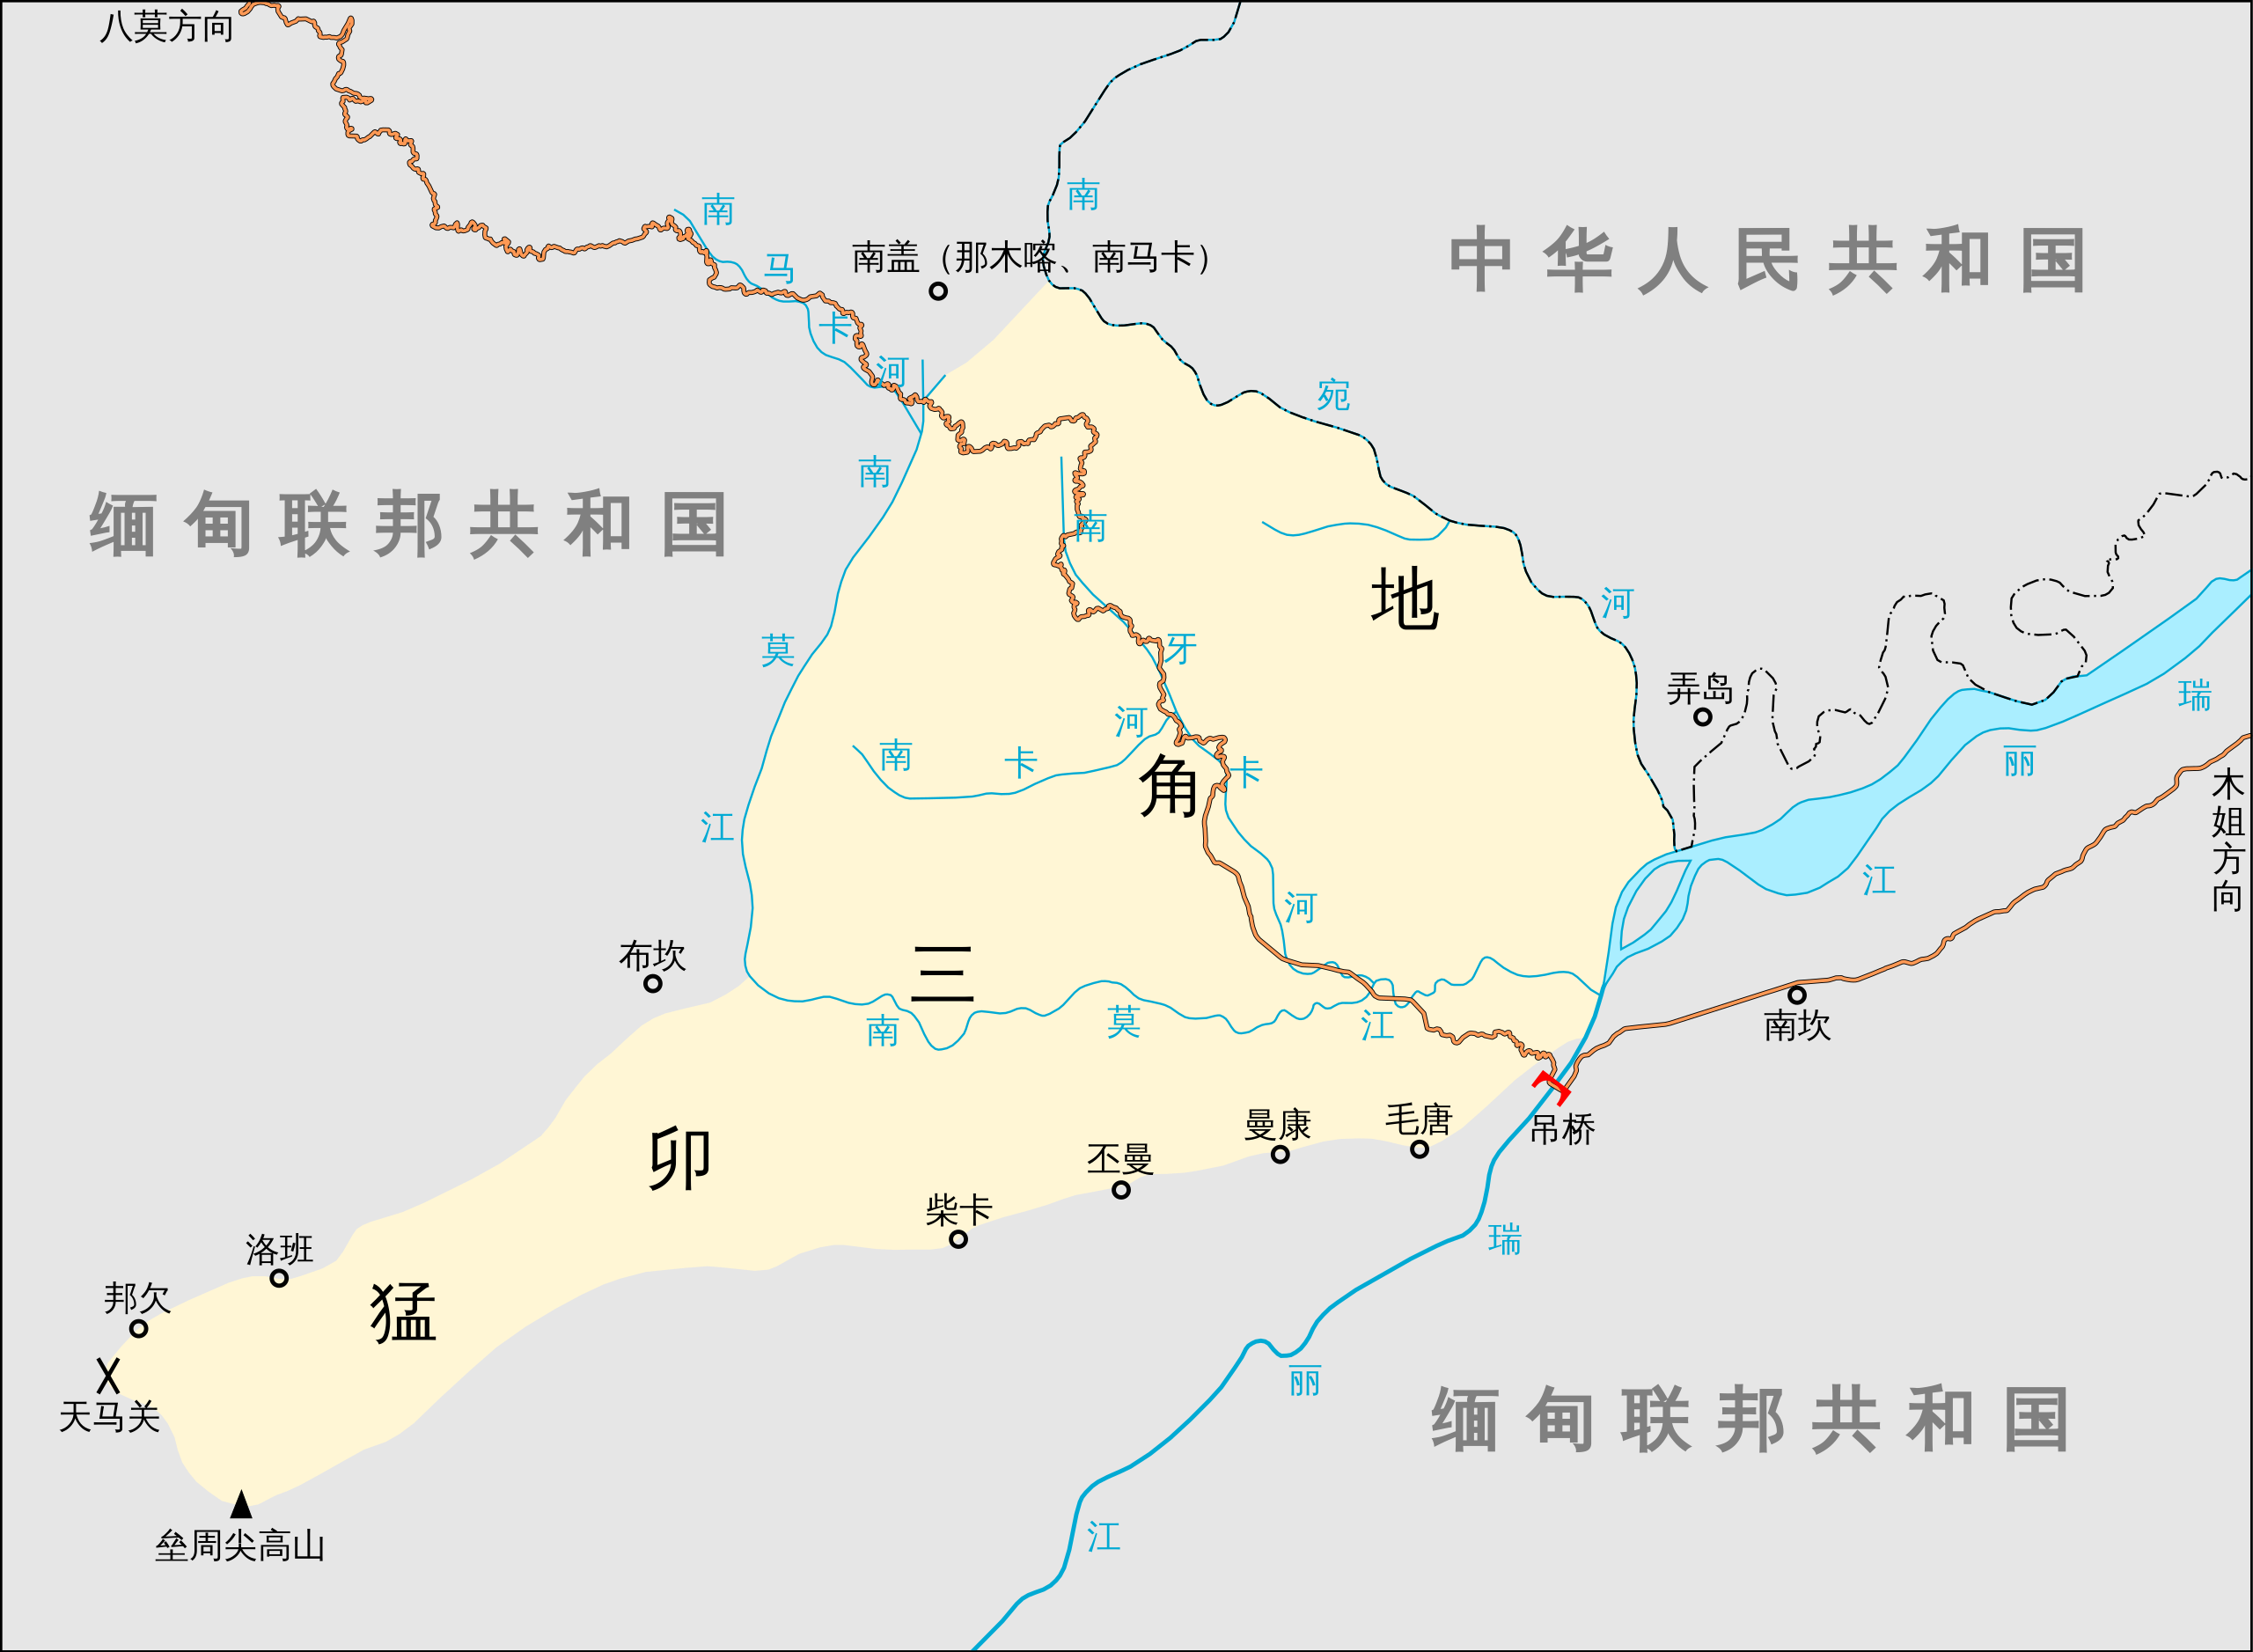 八莫方向
南马卡河
南宛河
南盖（那木喀、南马卡）
中华人民共和国
缅甸联邦共和国
南莫江
南牙卡河
南卡河
猛卯三角地
弄岛
瑞丽江
木姐方向
布坎
南莫江
南坎
吊桥
毛唐
曼康
丕曼
柴卡
洛班
邦欠
天马关
垒周尖高山
瑞丽江
缅甸联邦共和国